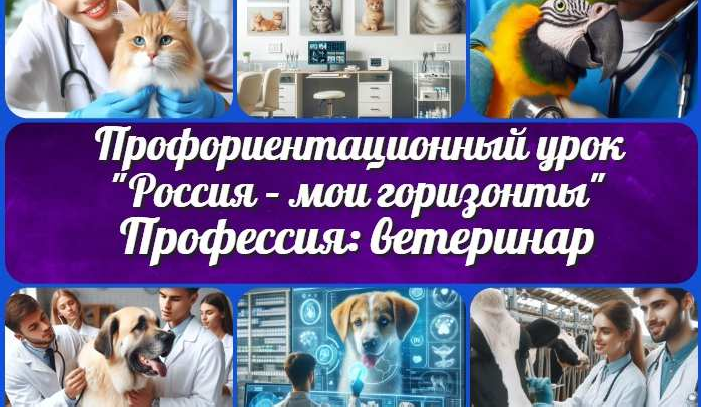 Профориентационный урок
"Россия – мои горизонты"
Профессия: ветеринар